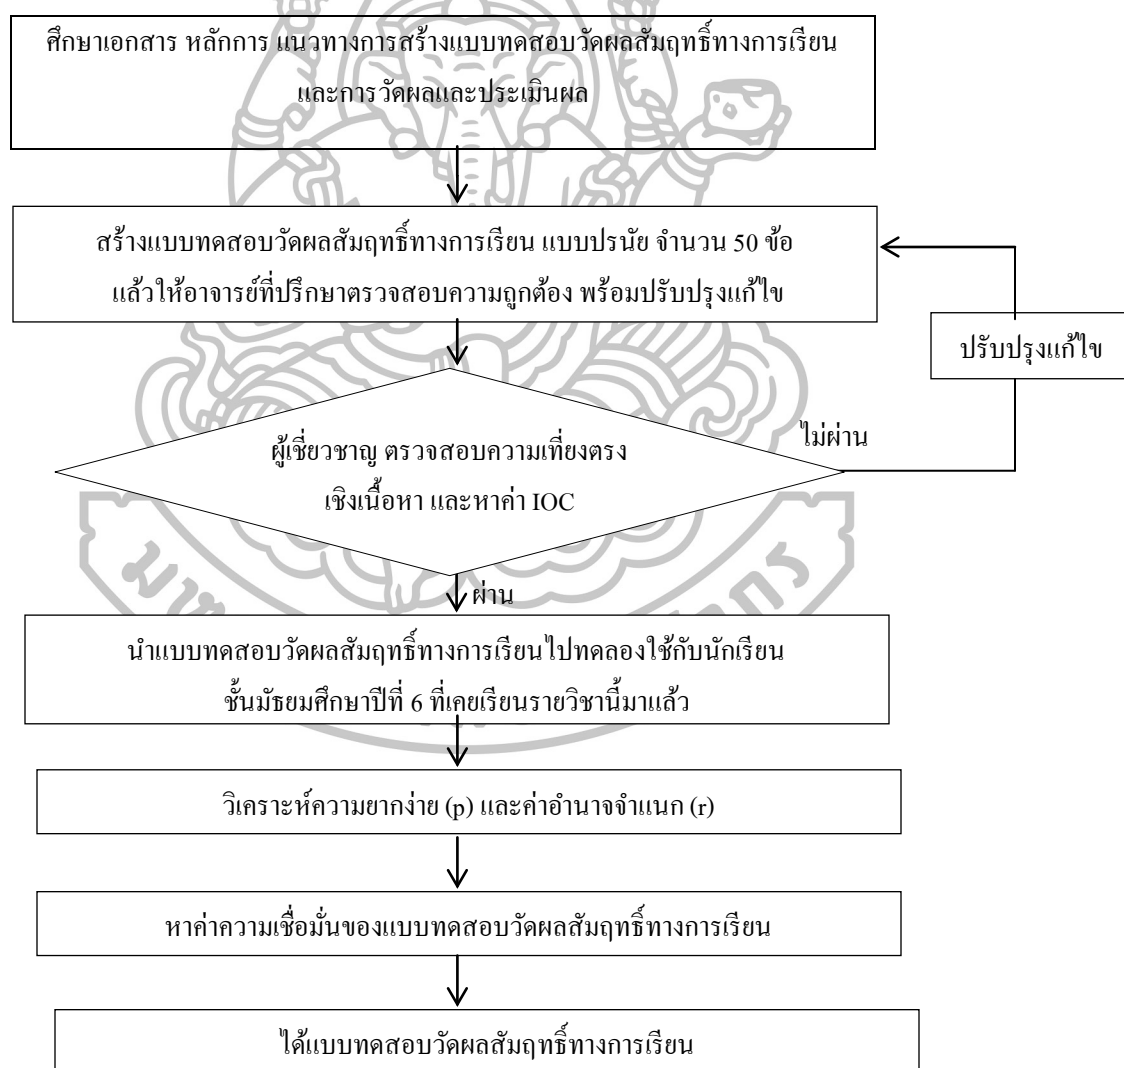 ศึกษาเอกสาร หลักการ แนวทางการสร้างแบบทดสอบวัดผลสัมฤทธิ์ทางการเรียน
และการวัดผลและประเมินผล
สร้างแบบทดสอบวัดผลสัมฤทธิ์ทางการเรียน แบบปรนัย จำนวน 50 ข้อ
แล้วให้อาจารย์ที่ปรึกษาตรวจสอบความถูกต้อง พร้อมปรับปรุงแก้ไข
ปรับปรุงแก้ไข
ไม่ผ่าน
ผู้เชี่ยวชาญ ตรวจสอบความเที่ยงตรง
เชิงเนื้อหา และหาค่า IOC
ผ่าน
นำแบบทดสอบวัดผลสัมฤทธิ์ทางการเรียนไปทดลองใช้กับนักเรียน
ชั้นมัธยมศึกษาปีที่ 6 ที่เคยเรียนรายวิชานี้มาแล้ว
วิเคราะห์ความยากง่าย (p) และค่าอำนาจจำแนก (r)
หาค่าความเชื่อมั่นของแบบทดสอบวัดผลสัมฤทธิ์ทางการเรียน
ได้แบบทดสอบวัดผลสัมฤทธิ์ทางการเรียน